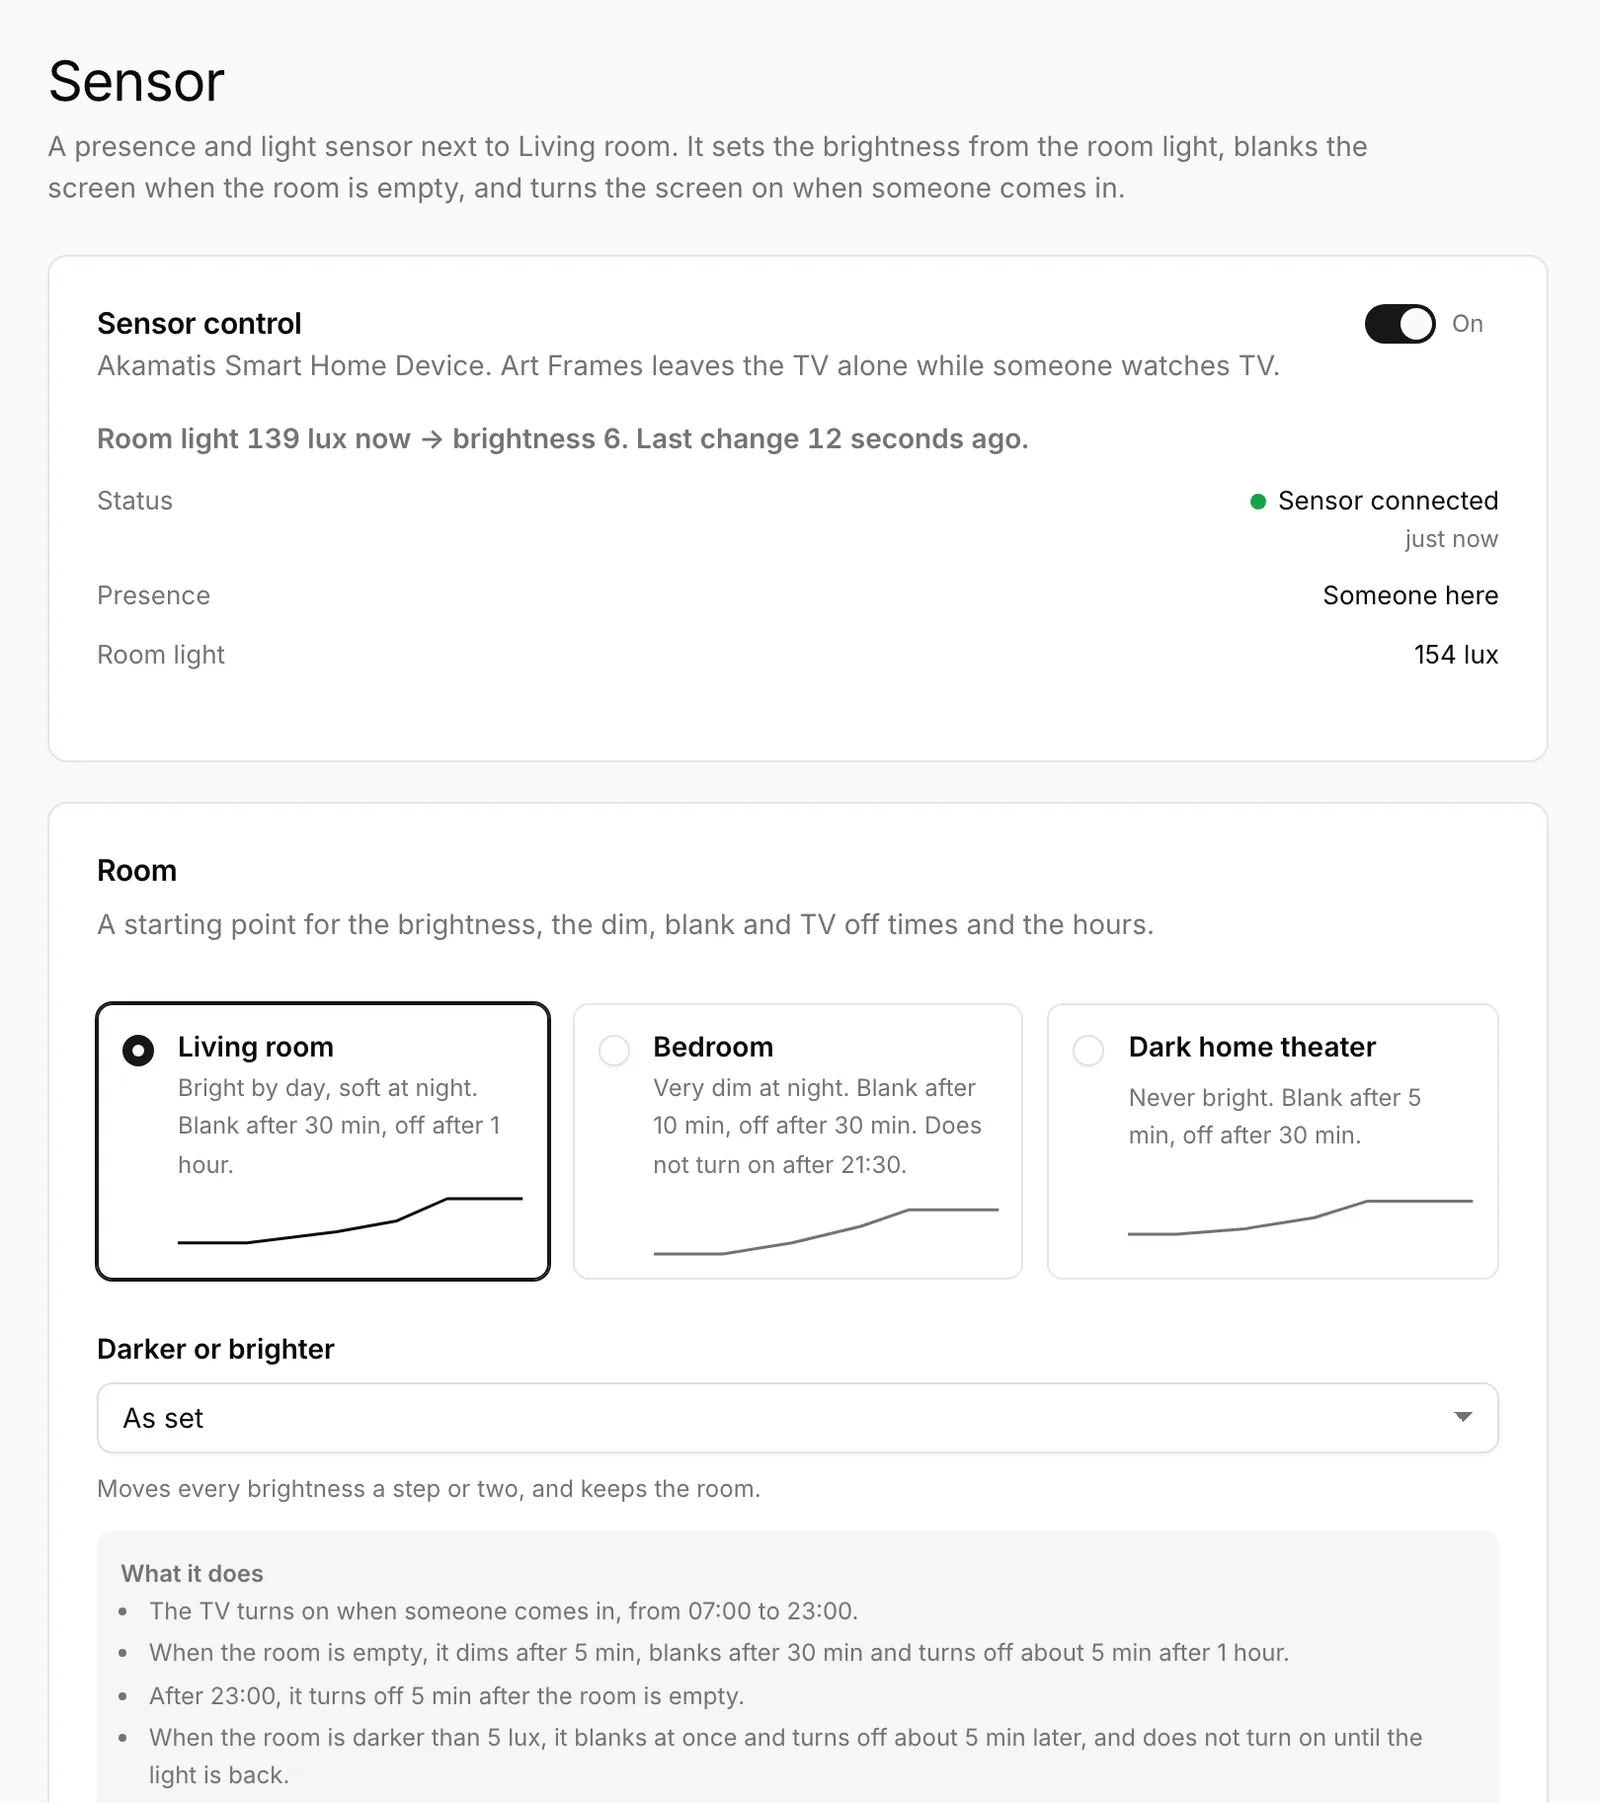 Sensor
A presence and light sensor next to Living room. It sets the brightness from the room light, blanks the
screen when the room is empty, and turns the screen on when someone comes in.
Sensor control
On
Akamatis Smart Home Device. Art Frames leaves the TV alone while someone watches TV.
Room light 139 lux now → brightness 6. Last change 12 seconds ago.
Status
Sensor connected
just now
Presence
Someone here
Room light
154 lux
Room
A starting point for the brightness, the dim, blank and TV off times and the hours.
Living room
Bright by day, soft at night.
Blank after 30 min, off after 1
hour.
Bedroom
Very dim at night. Blank after
10 min, off after 30 min. Does
not turn on after 21:30.
Dark home theater
Never bright. Blank after 5
min, off after 30 min.
Darker or brighter
As set
Moves every brightness a step or two, and keeps the room.
What it does
• The TV turns on when someone comes in, from 07:00 to 23:00.
• When the room is empty, it dims after 5 min, blanks after 30 min and turns off about 5 min after 1 hour.
• After 23:00, it turns off 5 min after the room is empty.
• When the room is darker than 5 lux, it blanks at once and turns off about 5 min later, and does not turn on until the
light is back.